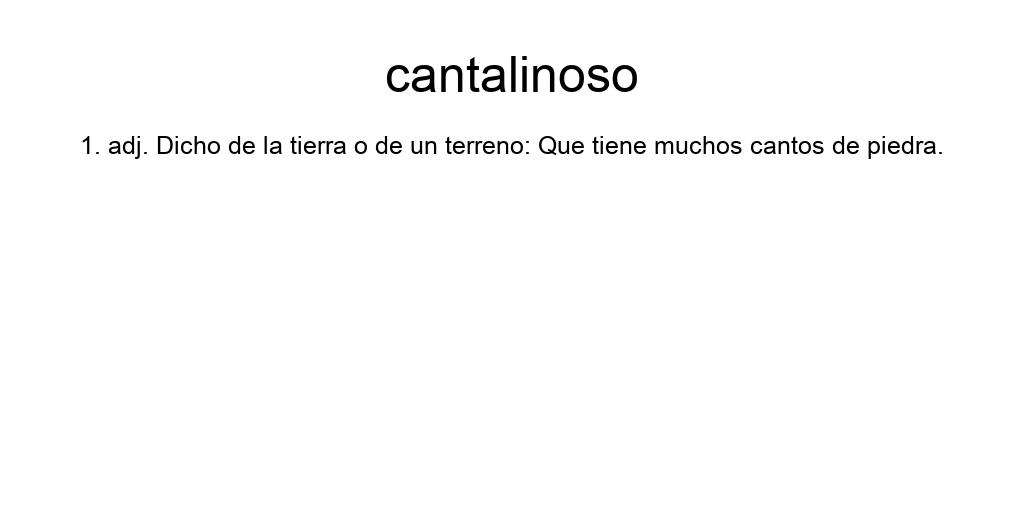 cantalinoso
1. adj. Dicho de la tierra o de un terreno: Que tiene muchos cantos de piedra.